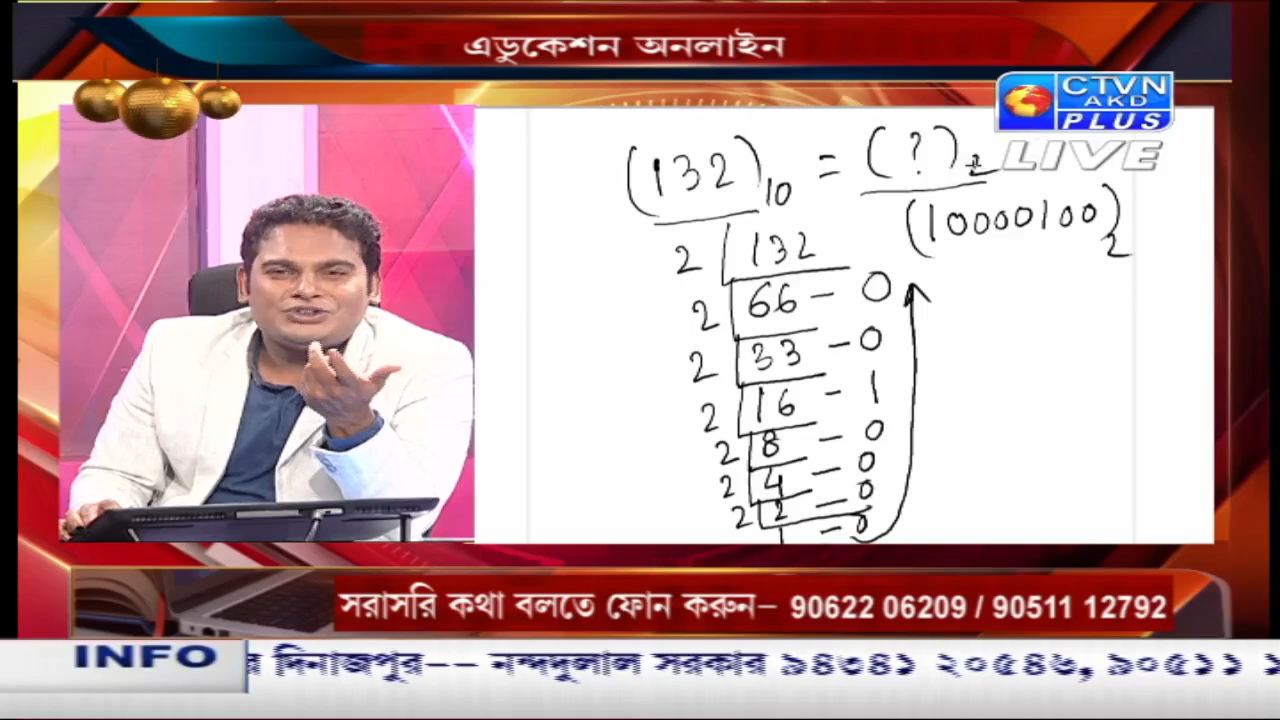 এডুকেশন অনলাইন
CTVN
AKD
PLUS
LIVE
(132)10 = (?)2
(10000100)2
2 132
2 66 - 0
2 33 - 0
2 16 - 1
2 8 - 0
2 4 - 0
2 2 - 0
1 - 0
সরাসরি কথা বলতে ফোন করুন- 90622 06209 / 90511 12792
INFO দিনাজপুর-- নন্দদুলাল সরকার ৯৪৩৪১ ২০৫৪৬, ৯০৫১১